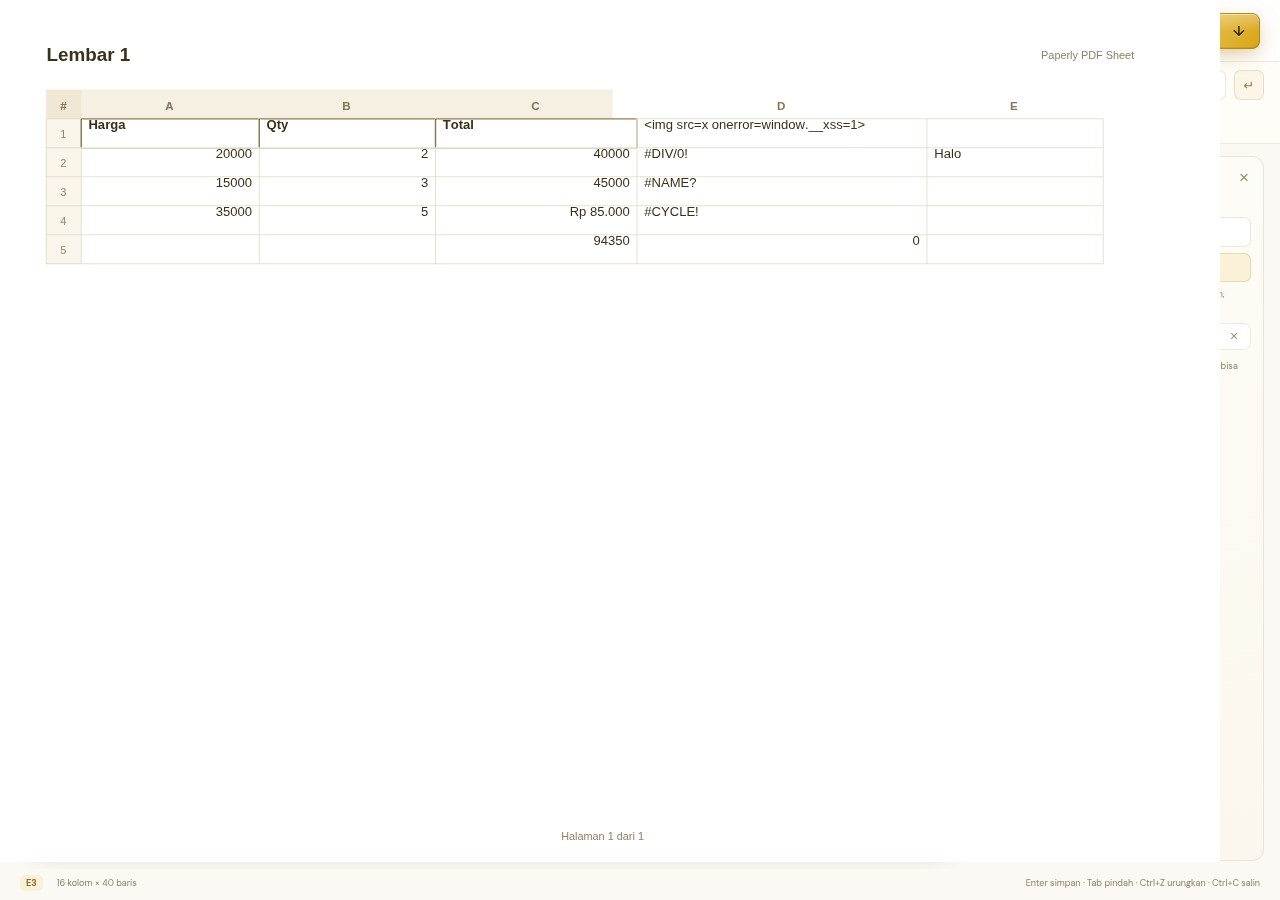 Lembar 1
Paperly PDF Sheet
# A B C D E
1 Harga Qty Total <img src=x onerror=window.__xss=1>
2 20000 2 40000 #DIV/0! Halo
3 15000 3 45000 #NAME?
4 35000 5 Rp 85.000 #CYCLE!
5 94350 0
bisa
Halaman 1 dari 1
E3 16 kolom × 40 baris
Enter simpan · Tab pindah · Ctrl+Z urungkan · Ctrl+C salin